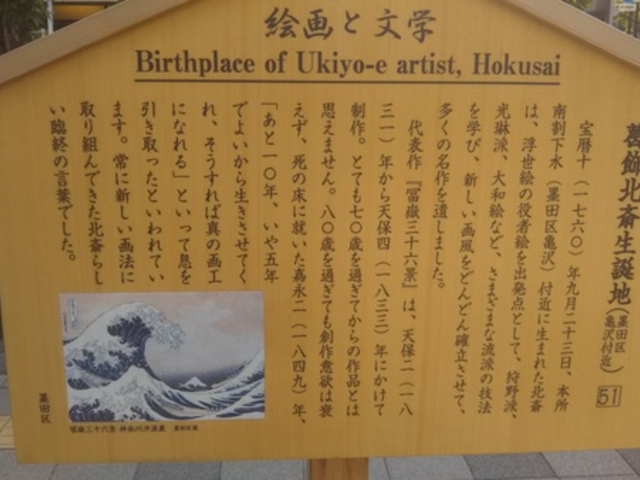 絵画と文学
Birthplace of Ukiyo-e artist, Hokusai
葛飾北斎生誕地(墨田区亀沢付近) 51
宝暦十(一七六〇)年九月二十三日、本所
南割下水(墨田区亀沢)付近に生まれた北斎
は、浮世絵の役者絵を出発点として、狩野派、
光琳派、大和絵など、さまざまな流派の技法
を学び、新しい画風をどんどん確立させて、
多くの名作を遺しました。
代表作『冨嶽三十六景』は、天保二(一八
三一)年から天保四(一八三三)年にかけて
制作。とても七〇歳を過ぎてからの作品とは
思えません。八〇歳を過ぎても創作意欲は衰
えず、死の床に就いた嘉永二(一八四九)年、
「あと一〇年、いや五年
でよいから生きさせてく
れ、そうすれば真の画工
になれる」といって息を
引き取ったといわれてい
ます。常に新しい画法に
取り組んできた北斎らし
い臨終の言葉でした。
冨嶽三十六景 神奈川沖浪裏
墨田区